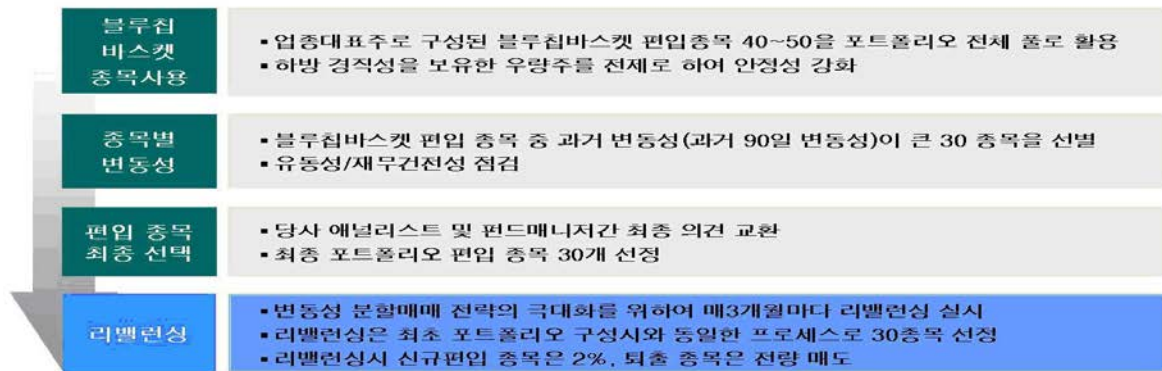 블루칩
바스켓
종목사용
▪ 업종대표주로 구성된 블루칩바스켓 편입종목 40~50을 포트폴리오 전체 풀로 활용
▪ 하방 경직성을 보유한 우량주를 전제로 하여 안정성 강화
종목별
변동성
▪ 블루칩바스켓 편입 종목 중 과거 변동성(과거 90일 변동성)이 큰 30 종목을 선별
▪ 유동성/재무건전성 점검
편입 종목
최종 선택
▪ 당사 애널리스트 및 펀드매니저간 최종 의견 교환
▪ 최종 포트폴리오 편입 종목 30개 선정
리밸런싱
▪ 변동성 분할매매 전략의 극대화를 위하여 매3개월마다 리밸런싱 실시
▪ 리밸런싱은 최초 포트폴리오 구성시와 동일한 프로세스로 30종목 선정
▪ 리밸런싱시 신규편입 종목은 2%, 퇴출 종목은 전량 매도